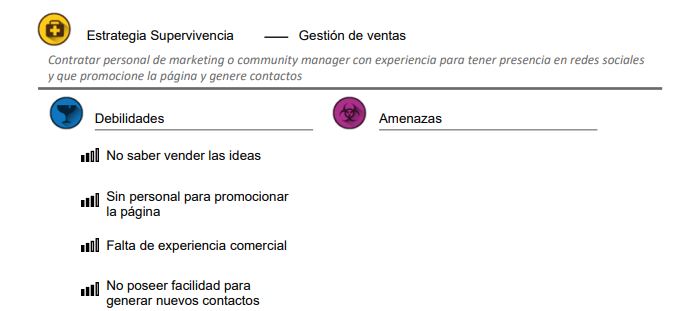 Estrategia Supervivencia — Gestión de ventas
Contratar personal de marketing o community manager con experiencia para tener presencia en redes sociales
y que promocione la página y genere contactos
Debilidades
Amenazas
No saber vender las ideas
Sin personal para promocionar
la página
Falta de experiencia comercial
No poseer facilidad para
generar nuevos contactos